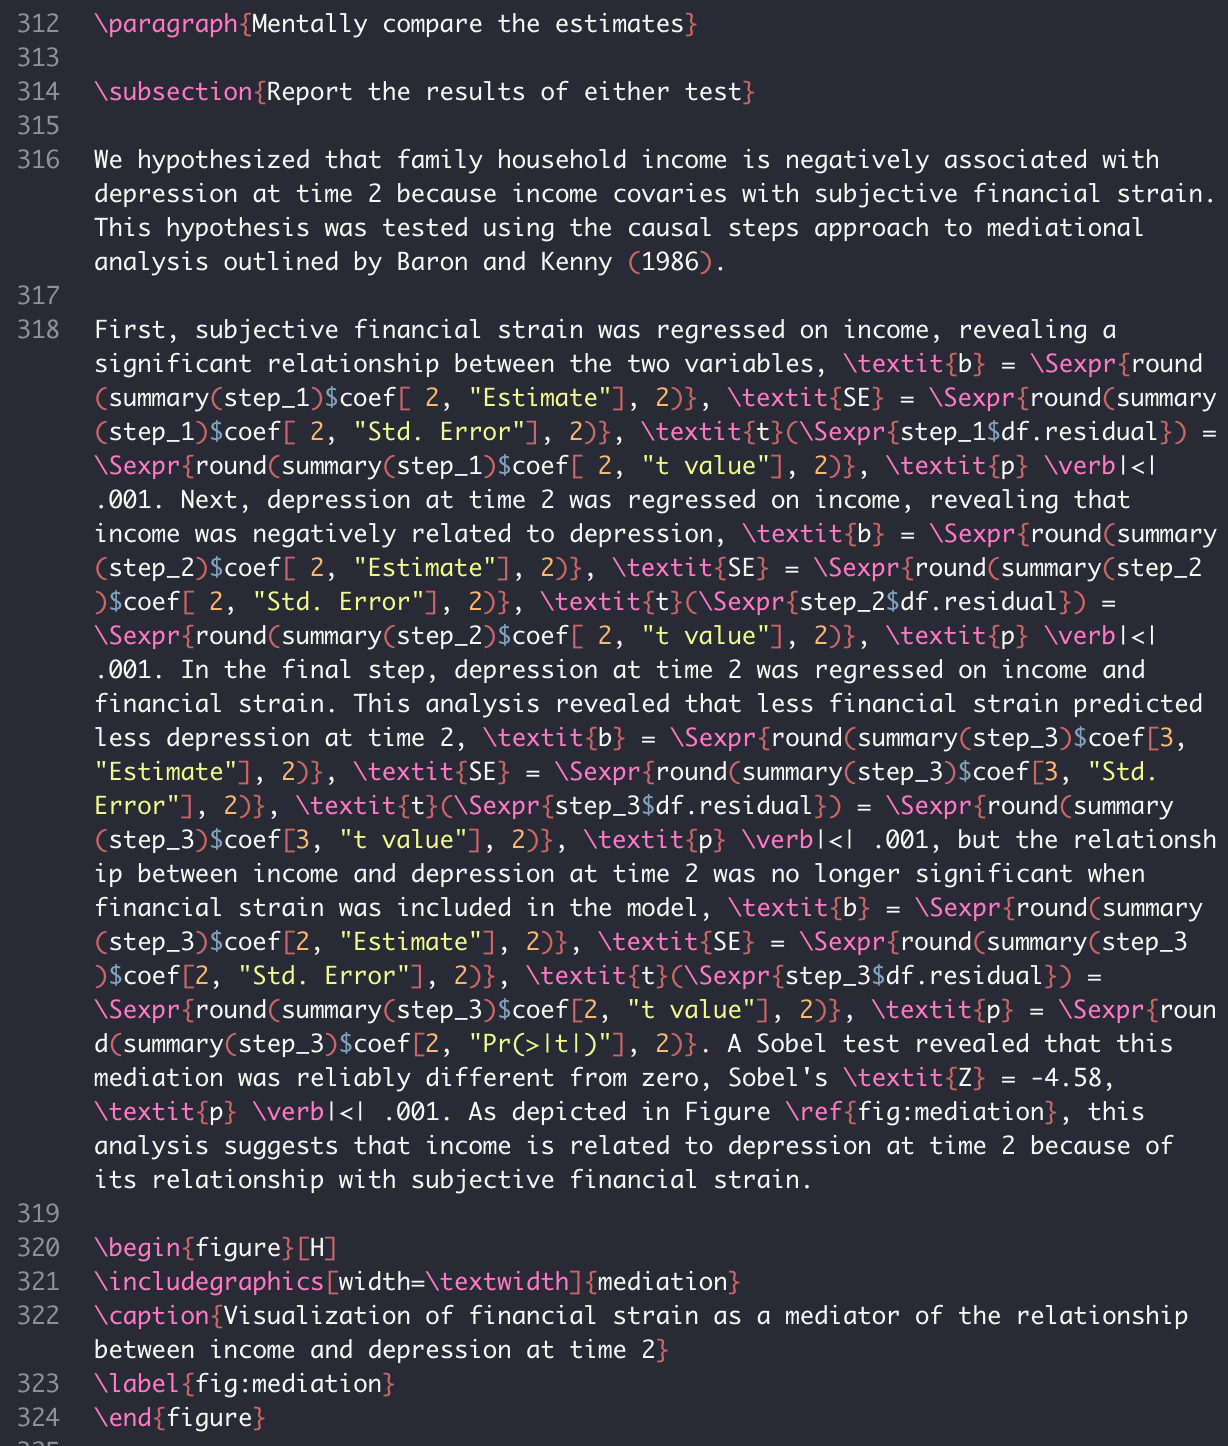 312 \paragraph{Mentally compare the estimates}
313
314 \subsection{Report the results of either test}
315
316 We hypothesized that family household income is negatively associated with
depression at time 2 because income covaries with subjective financial strain.
This hypothesis was tested using the causal steps approach to mediational
analysis outlined by Baron and Kenny (1986).
317
318 First, subjective financial strain was regressed on income, revealing a
significant relationship between the two variables, \textit{b} = \Sexpr{round
(summary(step_1)$coef[ 2, "Estimate"], 2)}, \textit{SE} = \Sexpr{round(summary
(step_1)$coef[ 2, "Std. Error"], 2)}, \textit{t}(\Sexpr{step_1$df.residual}) =
\Sexpr{round(summary(step_1)$coef[ 2, "t value"], 2)}, \textit{p} \verb|<|
.001. Next, depression at time 2 was regressed on income, revealing that
income was negatively related to depression, \textit{b} = \Sexpr{round(summary
(step_2)$coef[ 2, "Estimate"], 2)}, \textit{SE} = \Sexpr{round(summary(step_2
)$coef[ 2, "Std. Error"], 2)}, \textit{t}(\Sexpr{step_2$df.residual}) =
\Sexpr{round(summary(step_2)$coef[ 2, "t value"], 2)}, \textit{p} \verb|<|
.001. In the final step, depression at time 2 was regressed on income and
financial strain. This analysis revealed that less financial strain predicted
less depression at time 2, \textit{b} = \Sexpr{round(summary(step_3)$coef[3,
"Estimate"], 2)}, \textit{SE} = \Sexpr{round(summary(step_3)$coef[3, "Std.
Error"], 2)}, \textit{t}(\Sexpr{step_3$df.residual}) = \Sexpr{round(summary
(step_3)$coef[3, "t value"], 2)}, \textit{p} \verb|<| .001, but the relationsh
ip between income and depression at time 2 was no longer significant when
financial strain was included in the model, \textit{b} = \Sexpr{round(summary
(step_3)$coef[2, "Estimate"], 2)}, \textit{SE} = \Sexpr{round(summary(step_3
)$coef[2, "Std. Error"], 2)}, \textit{t}(\Sexpr{step_3$df.residual}) =
\Sexpr{round(summary(step_3)$coef[2, "t value"], 2)}, \textit{p} = \Sexpr{roun
d(summary(step_3)$coef[2, "Pr(>|t|)"], 2)}. A Sobel test revealed that this
mediation was reliably different from zero, Sobel's \textit{Z} = -4.58,
\textit{p} \verb|<| .001. As depicted in Figure \ref{fig:mediation}, this
analysis suggests that income is related to depression at time 2 because of
its relationship with subjective financial strain.
319
320 \begin{figure}[H]
321 \includegraphics[width=\textwidth]{mediation}
322 \caption{Visualization of financial strain as a mediator of the relationship
between income and depression at time 2}
323 \label{fig:mediation}
324 \end{figure}